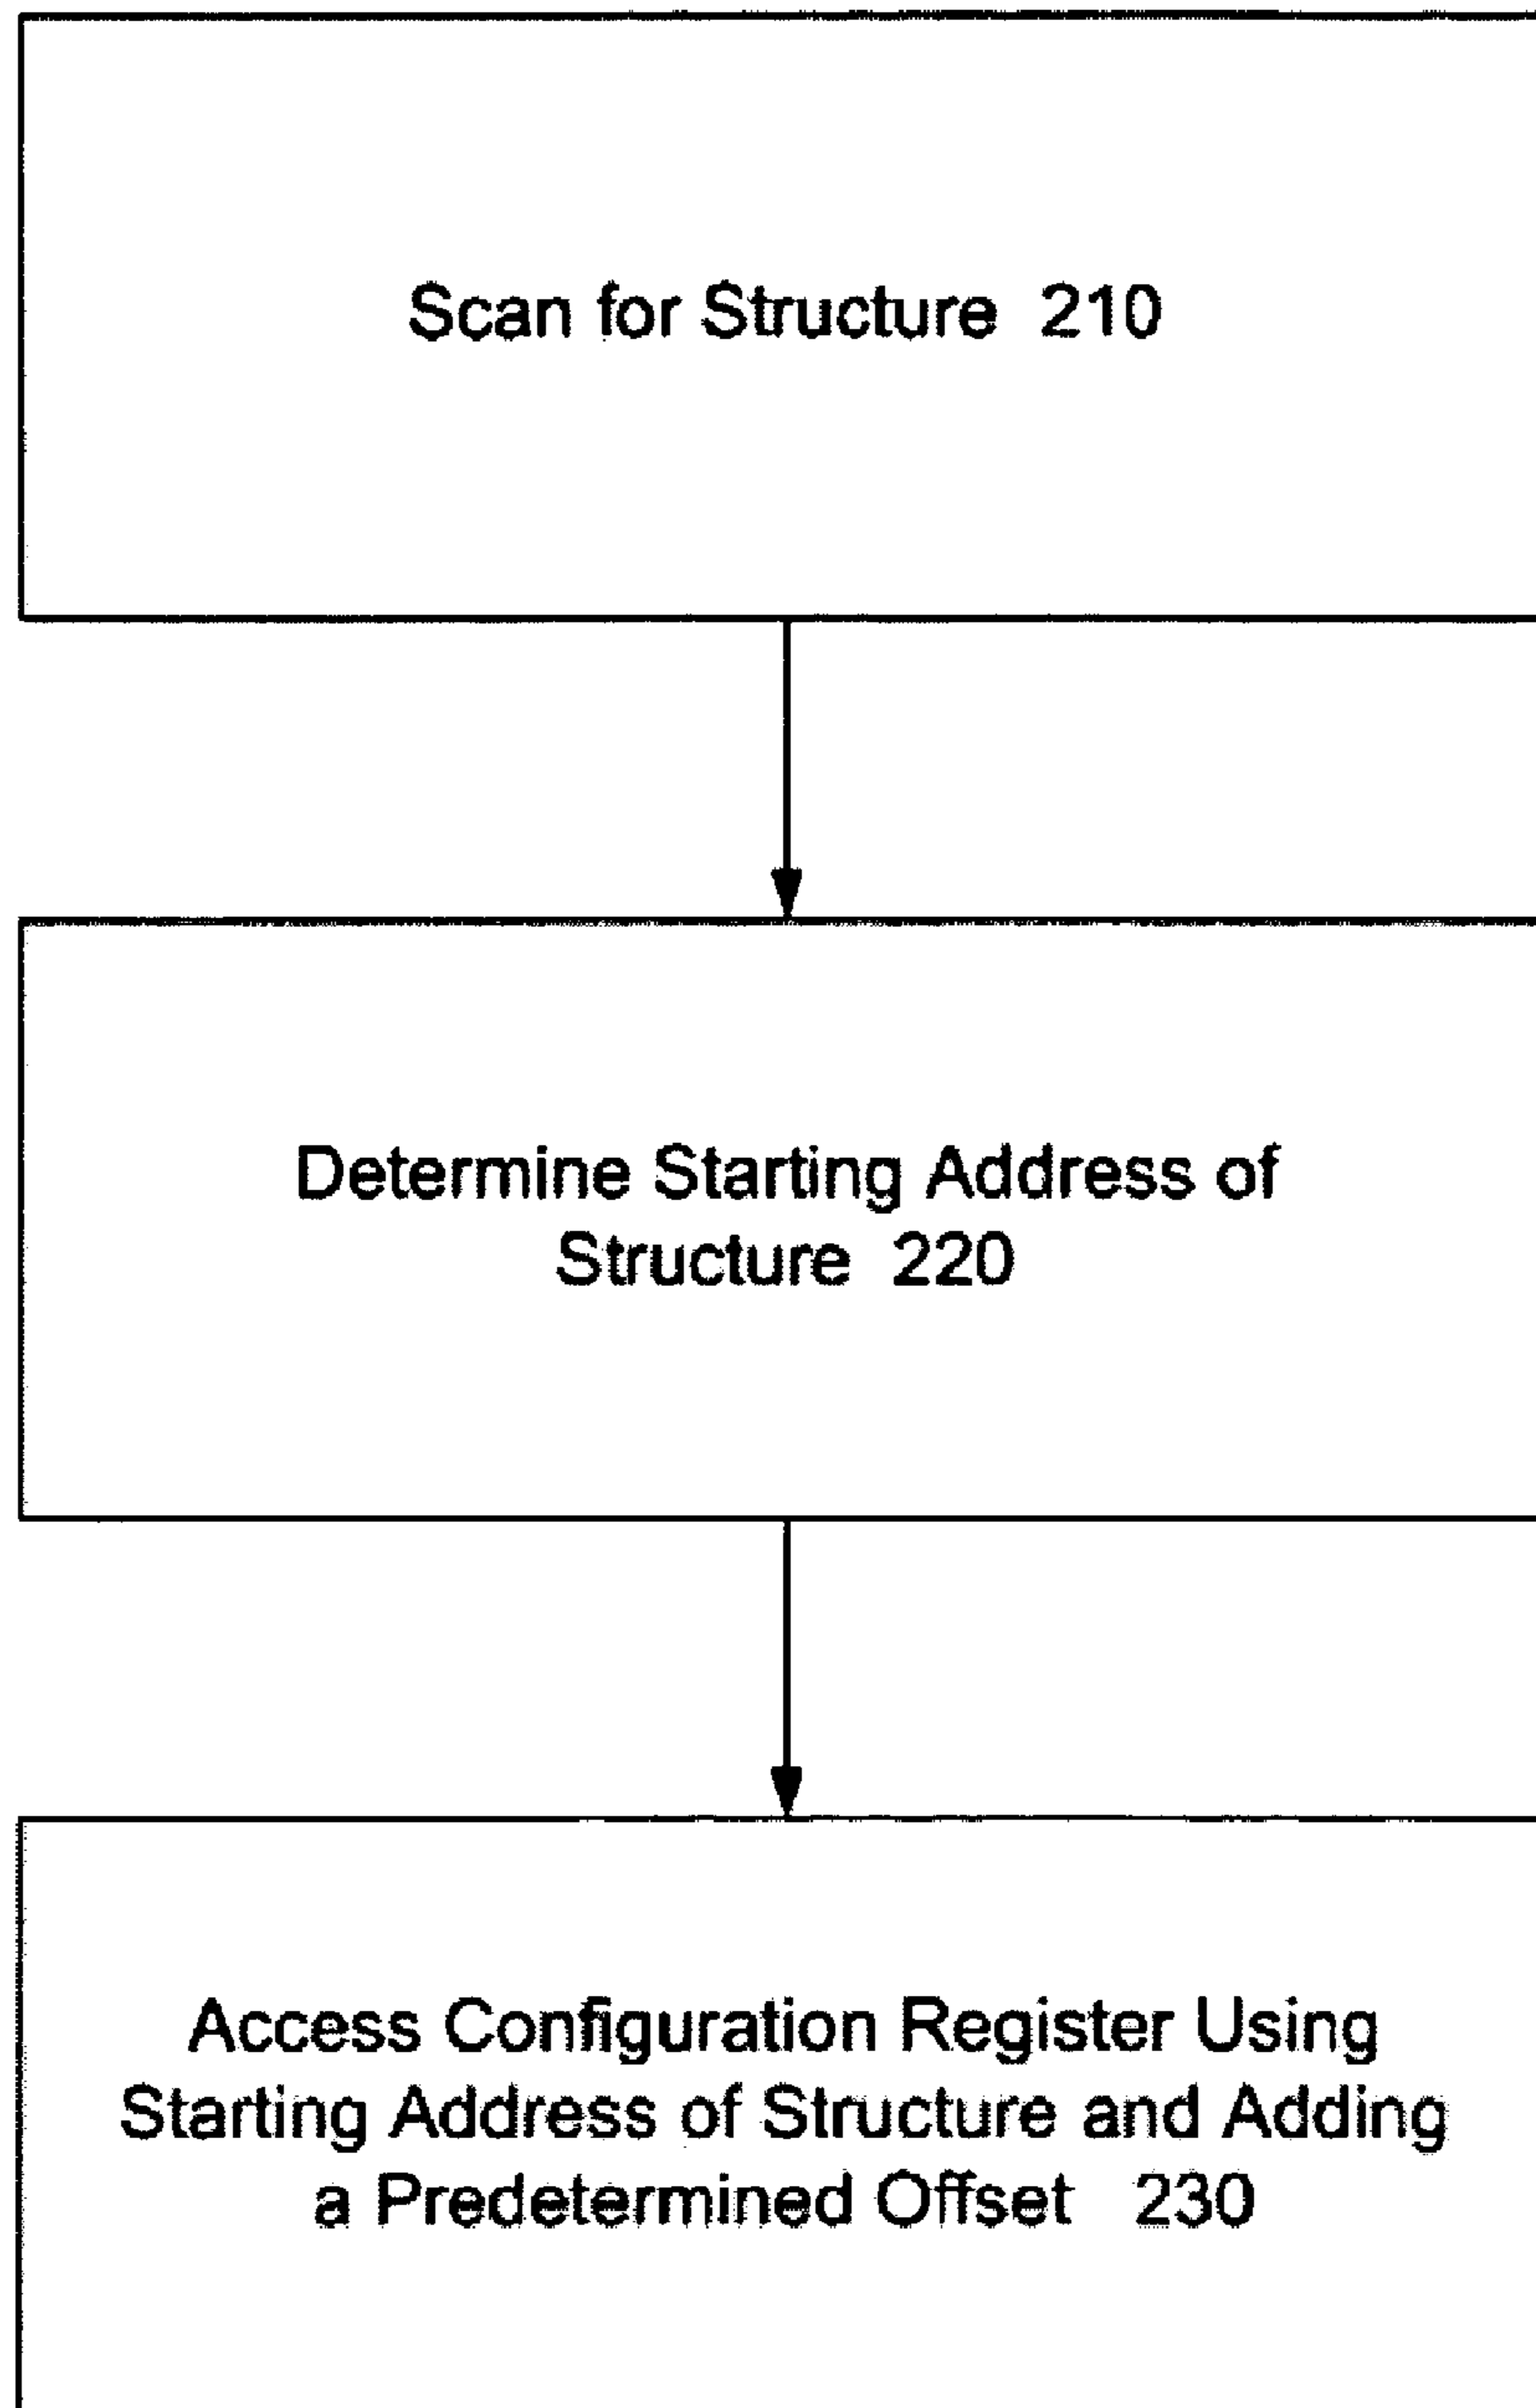 Scan for Structure 210
Determine Starting Address of
Structure 220
Access Configuration Register Using
Starting Address of Structure and Adding
a Predetermined Offset 230